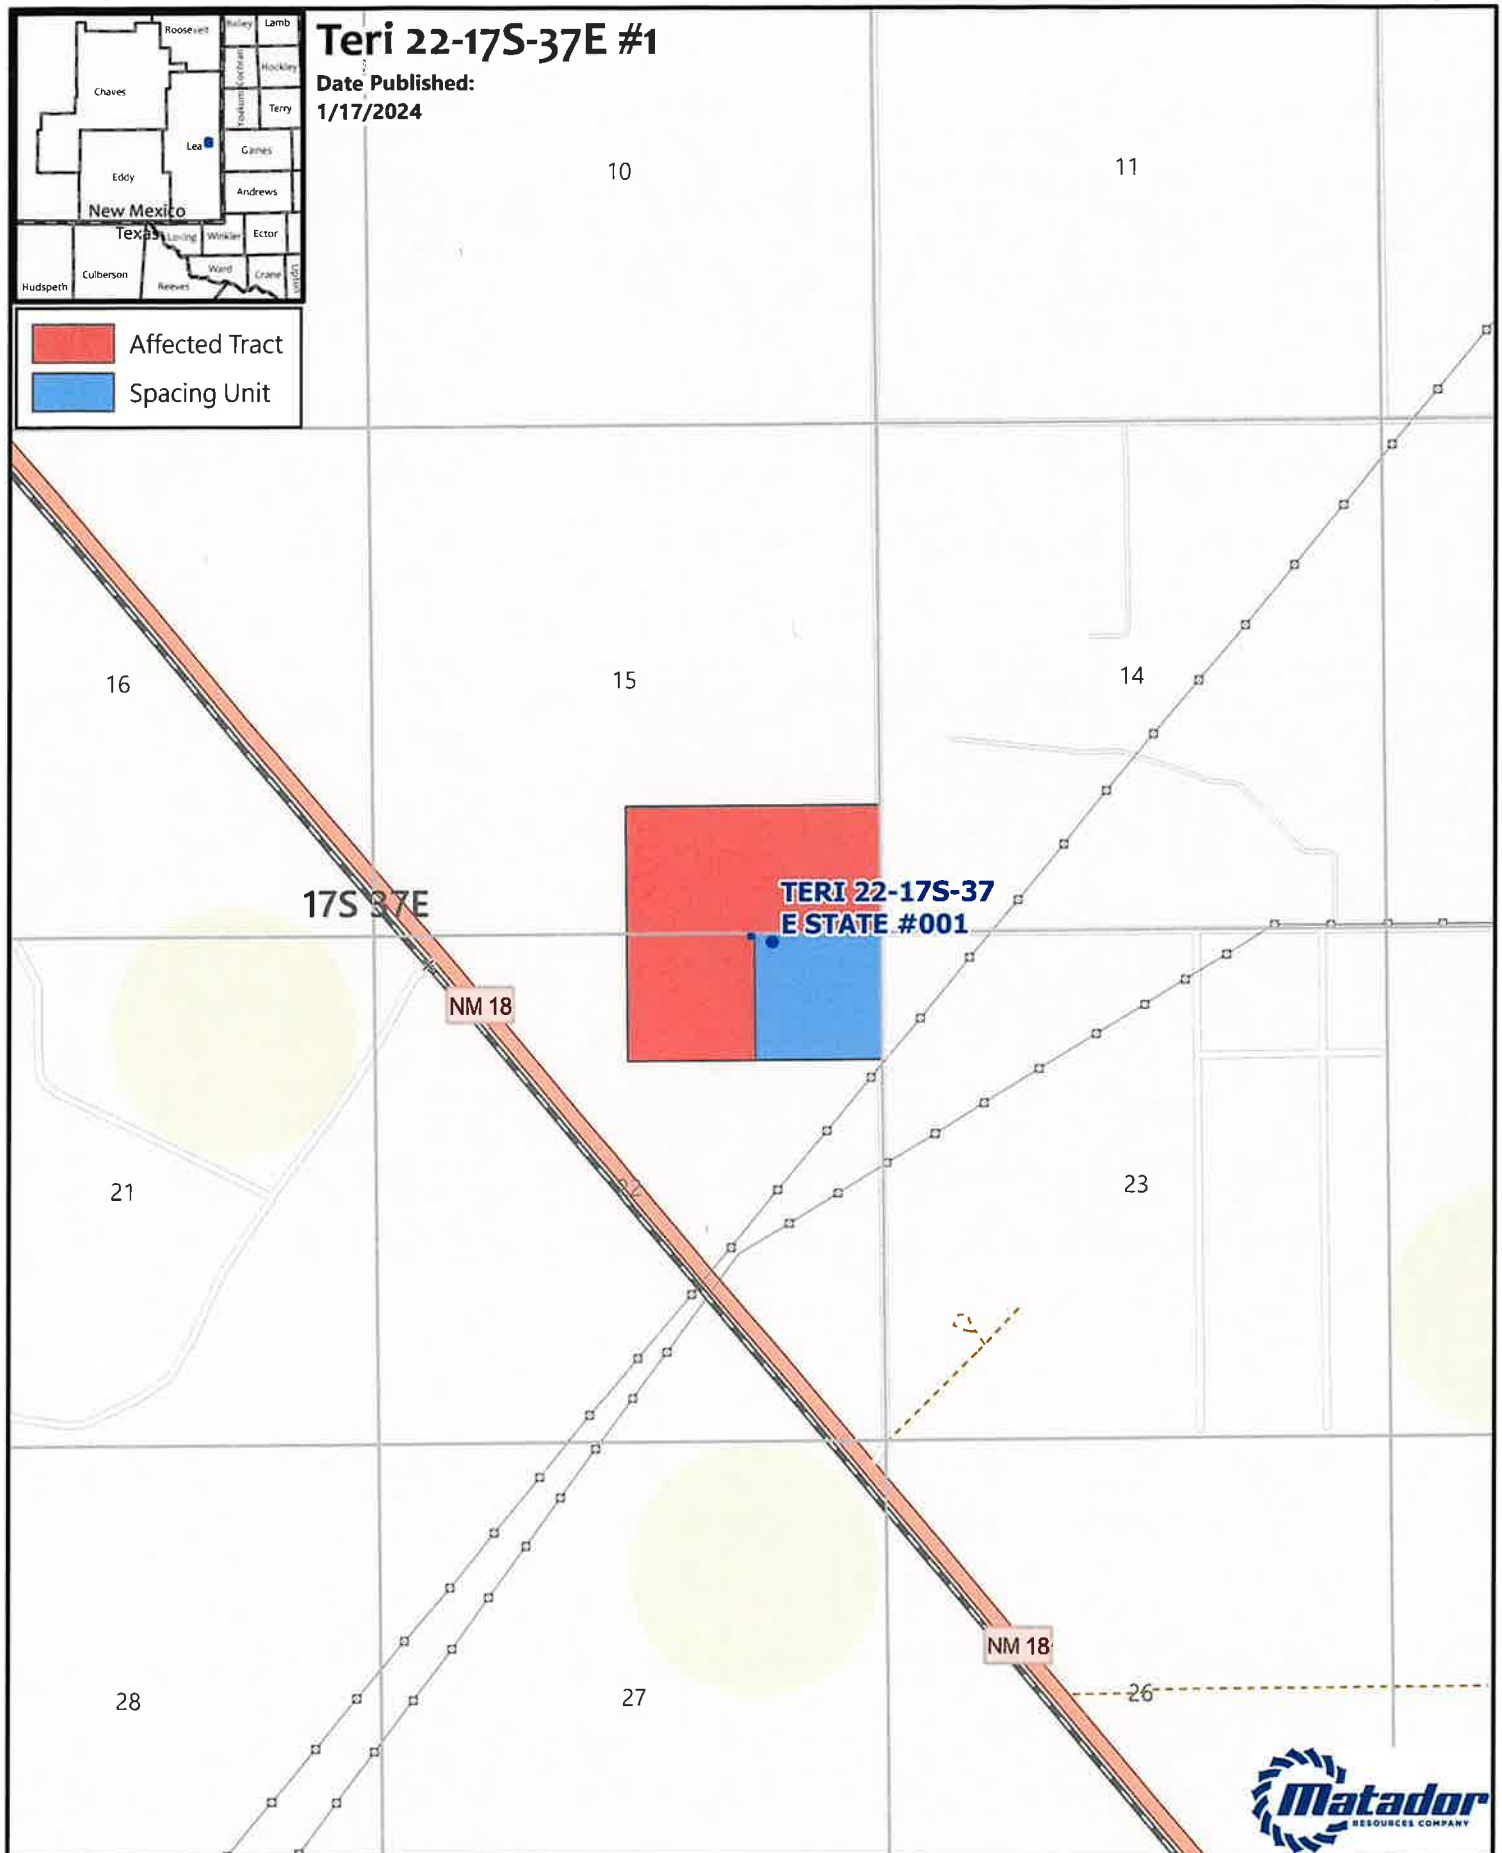 Teri 22-17S-37E #1
Date Published:
1/17/2024
Roosevelt
Bailey
Lamb
Cochran
Hockley
Chaves
Yoakum
Terry
Lea
Gaines
Eddy
Andrews
New Mexico
Texas
Loving
Winkler
Ector
Ward
Crane
Upton
Hudspeth
Culberson
Reeves
Affected Tract
Spacing Unit
10
11
16
15
14
17S 37E
TERI 22-17S-37
E STATE #001
NM 18
21
22
23
NM 18
28
27
26
Matador
RESOURCES COMPANY